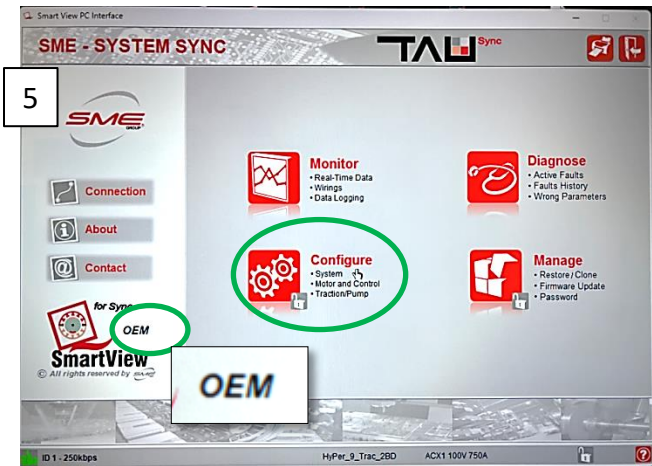 Smart View PC Interface
SME - SYSTEM SYNC
TAU Sync
5
SME
GROUP
Connection
About
Contact
for Sync
OEM
SmartView
© All rights reserved by SME
OEM
Monitor
• Real-Time Data
• Wirings
• Data Logging
Diagnose
• Active Faults
• Faults History
• Wrong Parameters
Configure
• System
• Motor and Control
• Traction/Pump
Manage
• Restore/Clone
• Firmware Update
• Password
ID 1 - 250kbps
HyPer_9_Trac_2BD
ACX1 100V 750A
?